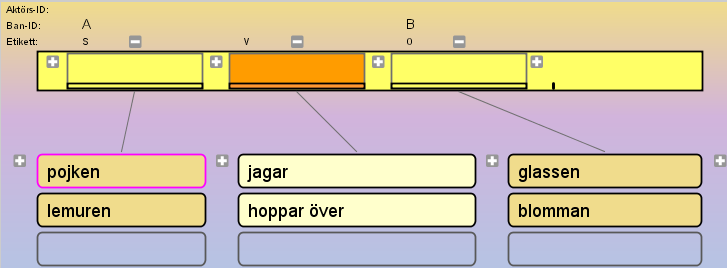 Aktörs-ID:
Ban-ID: A B
Etikett: S V O
pojken jagar glassen
lemuren hoppar över blomman